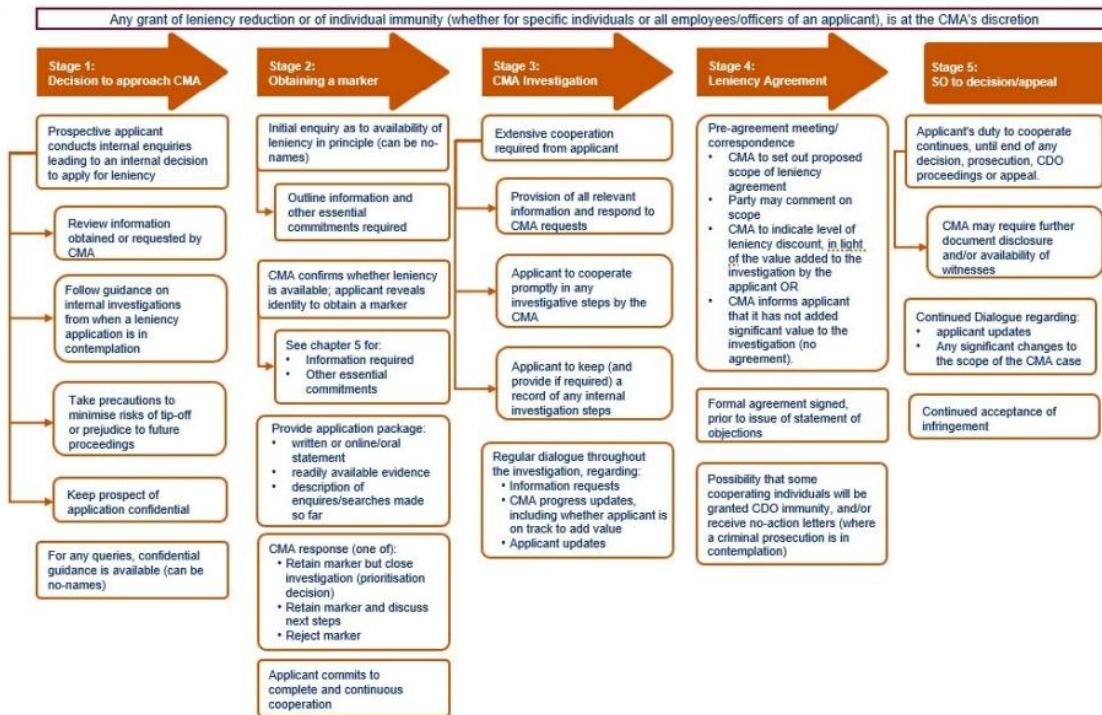 Any grant of leniency reduction or of individual immunity (whether for specific individuals or all employees/officers of an applicant), is at the CMA's discretion
Stage 1:
Decision to approach CMA
Prospective applicant
conducts internal enquiries
leading to an internal decision
to apply for leniency
Review information
obtained or requested by
CMA
Follow guidance on
internal investigations
from when a leniency
application is in
contemplation
Take precautions to
minimise risks of tip-off
or prejudice to future
proceedings
Keep prospect of
application confidential
For any queries, confidential
guidance is available (can be
no-names)
Stage 2:
Obtaining a marker
Initial enquiry as to availability of
leniency in principle (can be no-
names)
Outline information and
other essential
commitments required
CMA confirms whether leniency
is available; applicant reveals
identity to obtain a marker
See chapter 5 for:
• Information required
• Other essential
commitments
Provide application package:
• written or online/oral
statement
• readily available evidence
• description of
enquires/searches made
so far
CMA response (one of):
• Retain marker but close
investigation (prioritisation
decision)
• Retain marker and discuss
next steps
• Reject marker
Applicant commits to
complete and continuous
cooperation
Stage 3:
CMA Investigation
Extensive cooperation
required from applicant
Provision of all relevant
information and respond to
CMA requests
Applicant to cooperate
promptly in any
investigative steps by the
CMA
Applicant to keep (and
provide if required) a
record of any internal
investigation steps
Regular dialogue throughout
the investigation, regarding:
• Information requests
• CMA progress updates,
including whether applicant is
on track to add value
• Applicant updates
Stage 4:
Leniency Agreement
Pre-agreement meeting/
correspondence
• CMA to set out proposed
scope of leniency
agreement
• Party may comment on
scope
• CMA to indicate level of
leniency discount, in light
of the value added to the
investigation by the
applicant OR
• CMA informs applicant
that it has not added
significant value to the
investigation (no
agreement).
Formal agreement signed,
prior to issue of statement of
objections
Possibility that some
cooperating individuals will be
granted CDO immunity, and/or
receive no-action letters (where
a criminal prosecution is in
contemplation)
Stage 5:
SO to decision/appeal
Applicant's duty to cooperate
continues, until end of any
decision, prosecution, CDO
proceedings or appeal.
CMA may require further
document disclosure
and/or availability of
witnesses
Continued Dialogue regarding:
• applicant updates
• Any significant changes to
the scope of the CMA case
Continued acceptance of
infringement